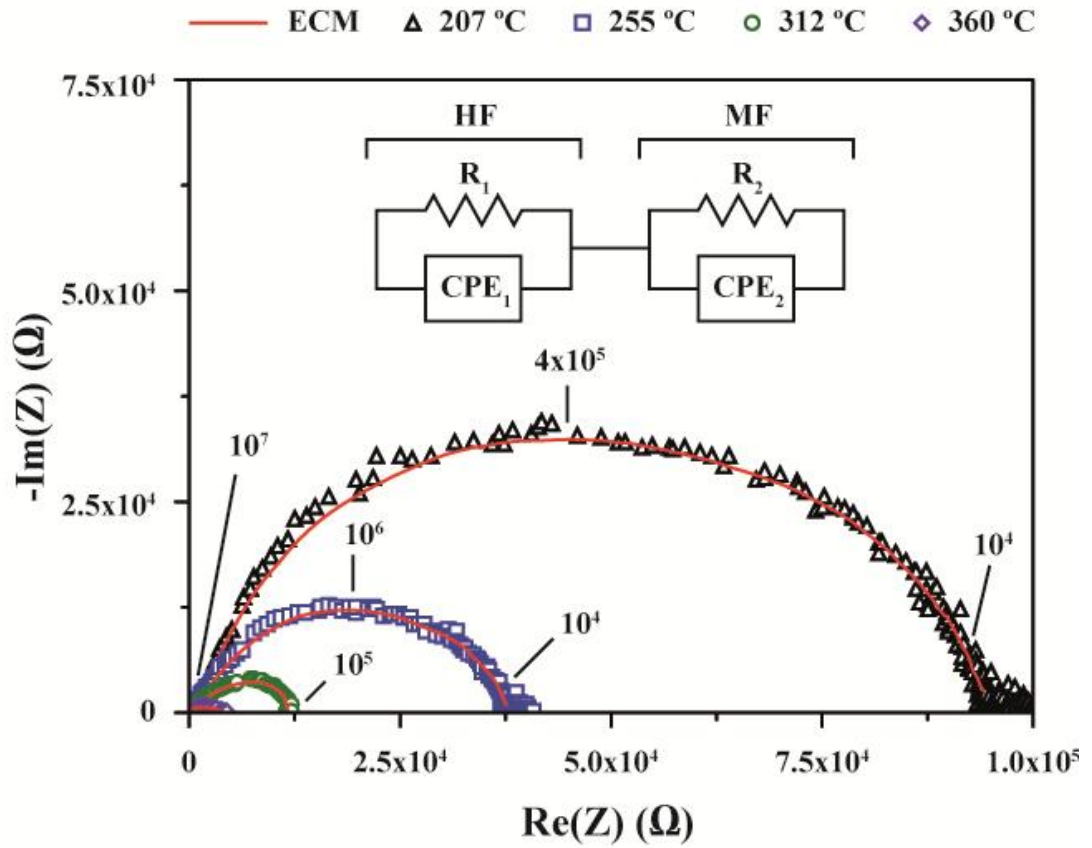 ECM 207 ºC 255 ºC 312 ºC 360 ºC
7.5x10⁴
HF MF
R₁ R₂
CPE₁ CPE₂
5.0x10⁴
4x10⁵
-Im(Z) (Ω)
10⁷
2.5x10⁴
10⁶
10⁴
10⁴
10⁵
0
0 2.5x10⁴ 5.0x10⁴ 7.5x10⁴ 1.0x10⁵
Re(Z) (Ω)